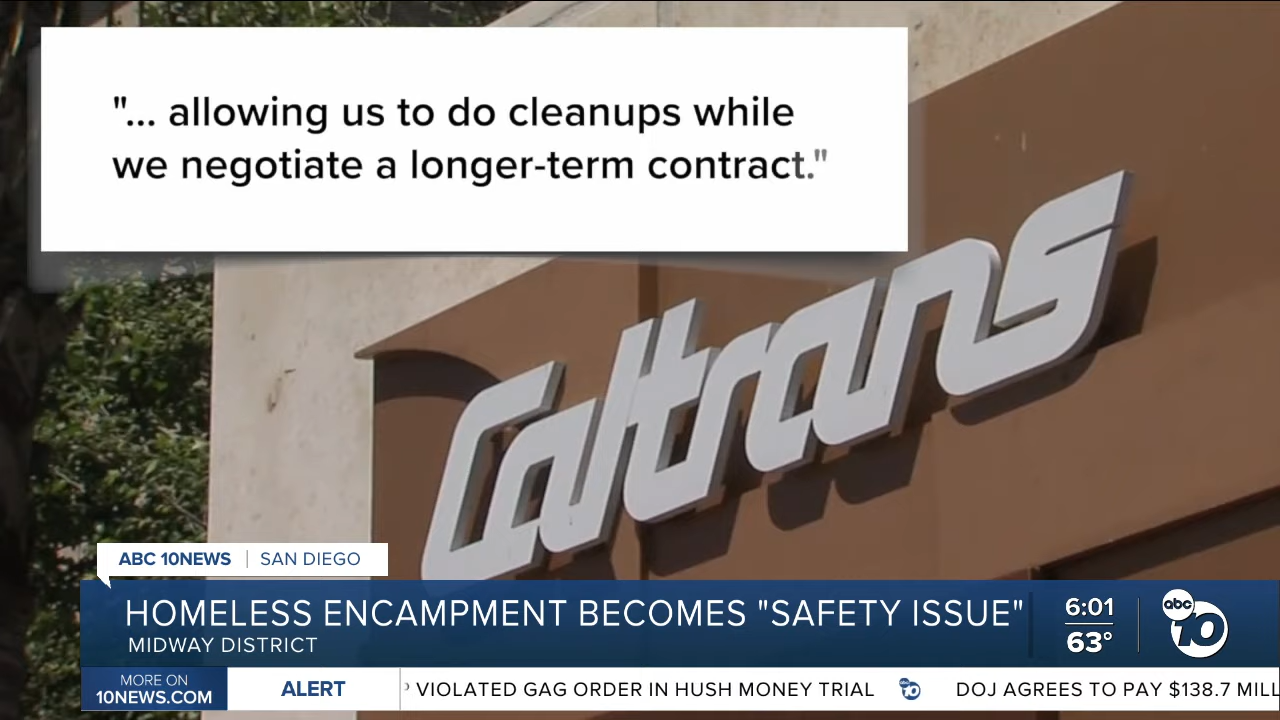 "... allowing us to do cleanups while
we negotiate a longer-term contract."
Caltrans
ABC 10NEWS | SAN DIEGO
HOMELESS ENCAMPMENT BECOMES "SAFETY ISSUE"
MIDWAY DISTRICT
6:01
63°
abc
10
MORE ON
10NEWS.COM
ALERT
VIOLATED GAG ORDER IN HUSH MONEY TRIAL abc 10 DOJ AGREES TO PAY $138.7 MILL